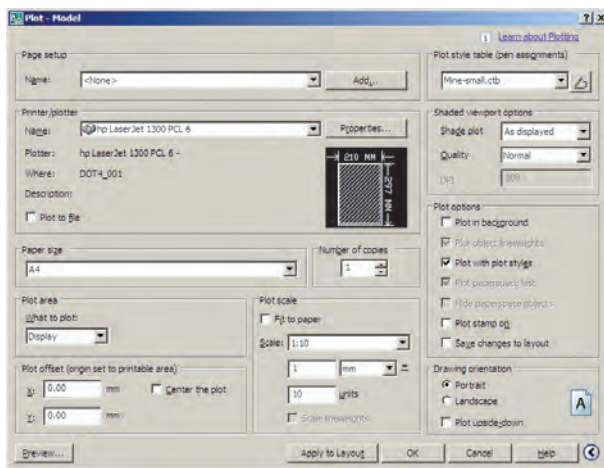 Plot - Model
Learn about Plotting
Page setup
Name: <None> Add...
Plot style table (pen assignments)
Mine-small.ctb
Printer/plotter
Name: hp LaserJet 1300 PCL 6 Properties...
Plotter: hp LaserJet 1300 PCL 6 -
Where: DOT4_001
Description:
Plot to file
210 MM
297 MM
Shaded viewport options
Shade plot As displayed
Quality Normal
DPI
Paper size
A4
Number of copies
1
Plot options
Plot in background
Plot object lineweights
Plot with plot styles
Plot paperspace last
Hide paperspace objects
Plot stamp on
Save changes to layout
Plot area
What to plot:
Display
Plot scale
Fit to paper
Scale: 1:10
1 mm =
10 units
Scale lineweights
Plot offset (origin set to printable area)
X: 0.00 mm Center the plot
Y: 0.00 mm
Drawing orientation
Portrait
Landscape
Plot upside-down
A
Preview... Apply to Layout OK Cancel Help